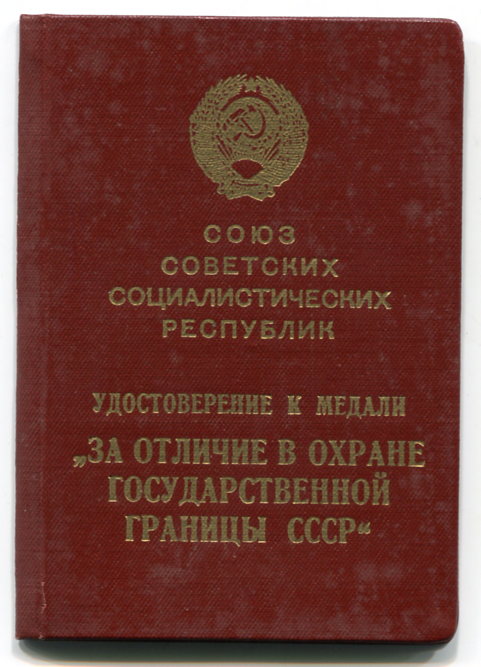 СОЮЗ
СОВЕТСКИХ
СОЦИАЛИСТИЧЕСКИХ
РЕСПУБЛИК
УДОСТОВЕРЕНИЕ К МЕДАЛИ
„ЗА ОТЛИЧИЕ В ОХРАНЕ
ГОСУДАРСТВЕННОЙ
ГРАНИЦЫ СССР“